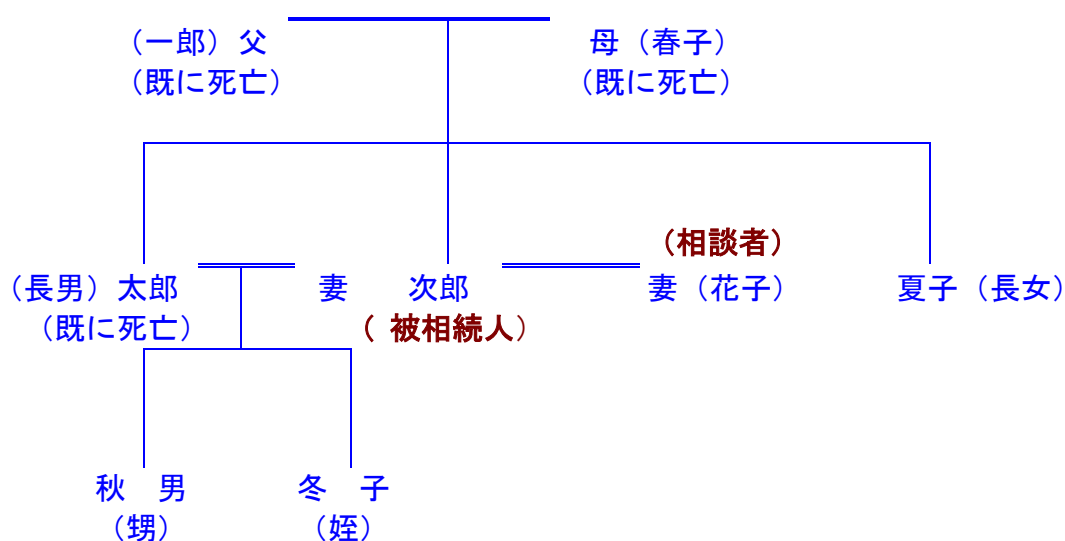 （一郎）父　母（春子）
（既に死亡）　（既に死亡）
（相談者）
（長男）太郎　妻　次郎　妻（花子）　夏子（長女）
（既に死亡）　（ 被相続人）
秋　男　冬　子
（甥）　（姪）